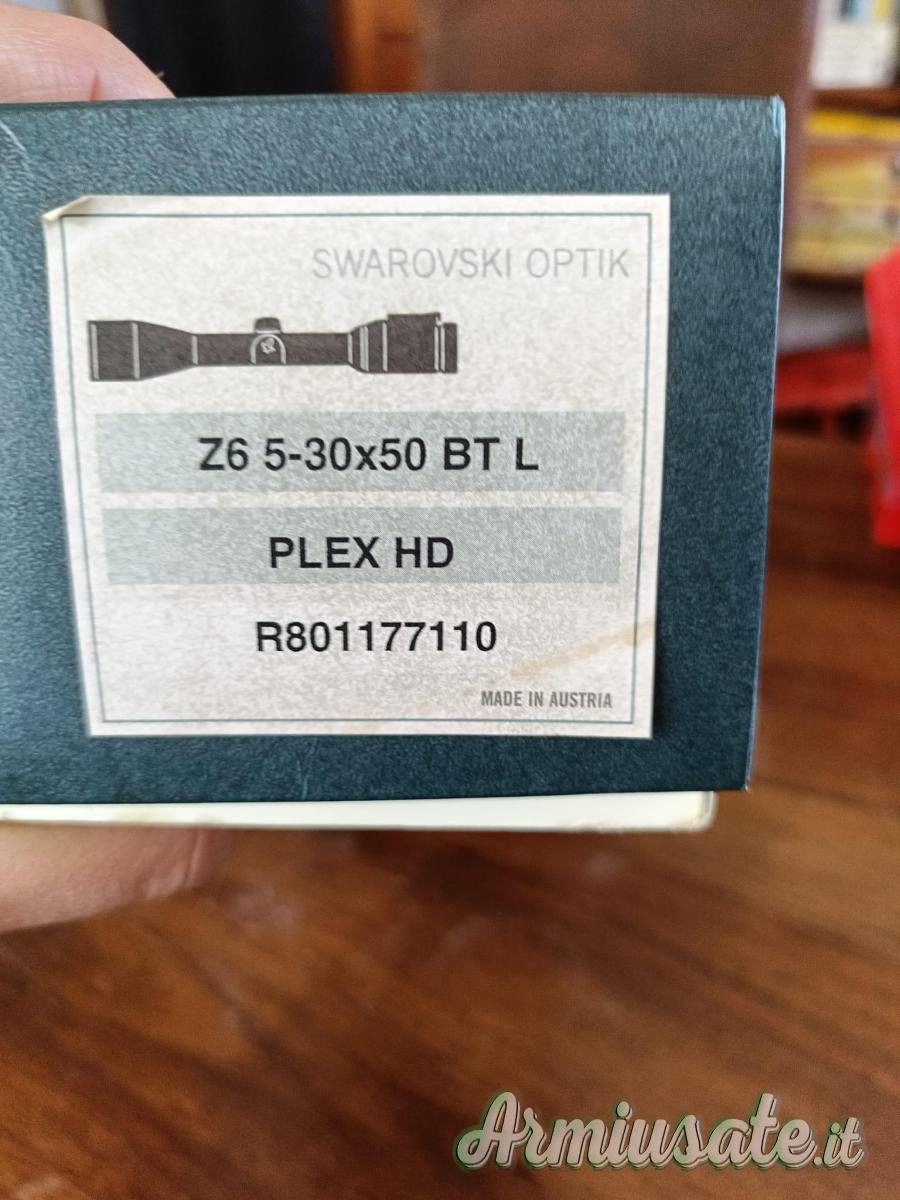 SWAROVSKI OPTIK
Z6 5-30x50 BT L
PLEX HD
R801177110
MADE IN AUSTRIA
Armiusate.it